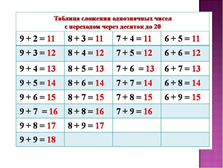 Таблица сложения однозначных чисел
с переходом через десяток до 20
9 + 2 = 11 8 + 3 = 11 7 + 4 = 11 6 + 5 = 11
9 + 3 = 12 8 + 4 = 12 7 + 5 = 12 6 + 6 = 12
9 + 4 = 13 8 + 5 = 13 7 + 6 = 13 6 + 7 = 13
9 + 5 = 14 8 + 6 = 14 7 + 7 = 14 6 + 8 = 14
9 + 6 = 15 8 + 7 = 15 7 + 8 = 15 6 + 9 = 15
9 + 7 = 16 8 + 8 = 16 7 + 9 = 16
9 + 8 = 17 8 + 9 = 17
9 + 9 = 18